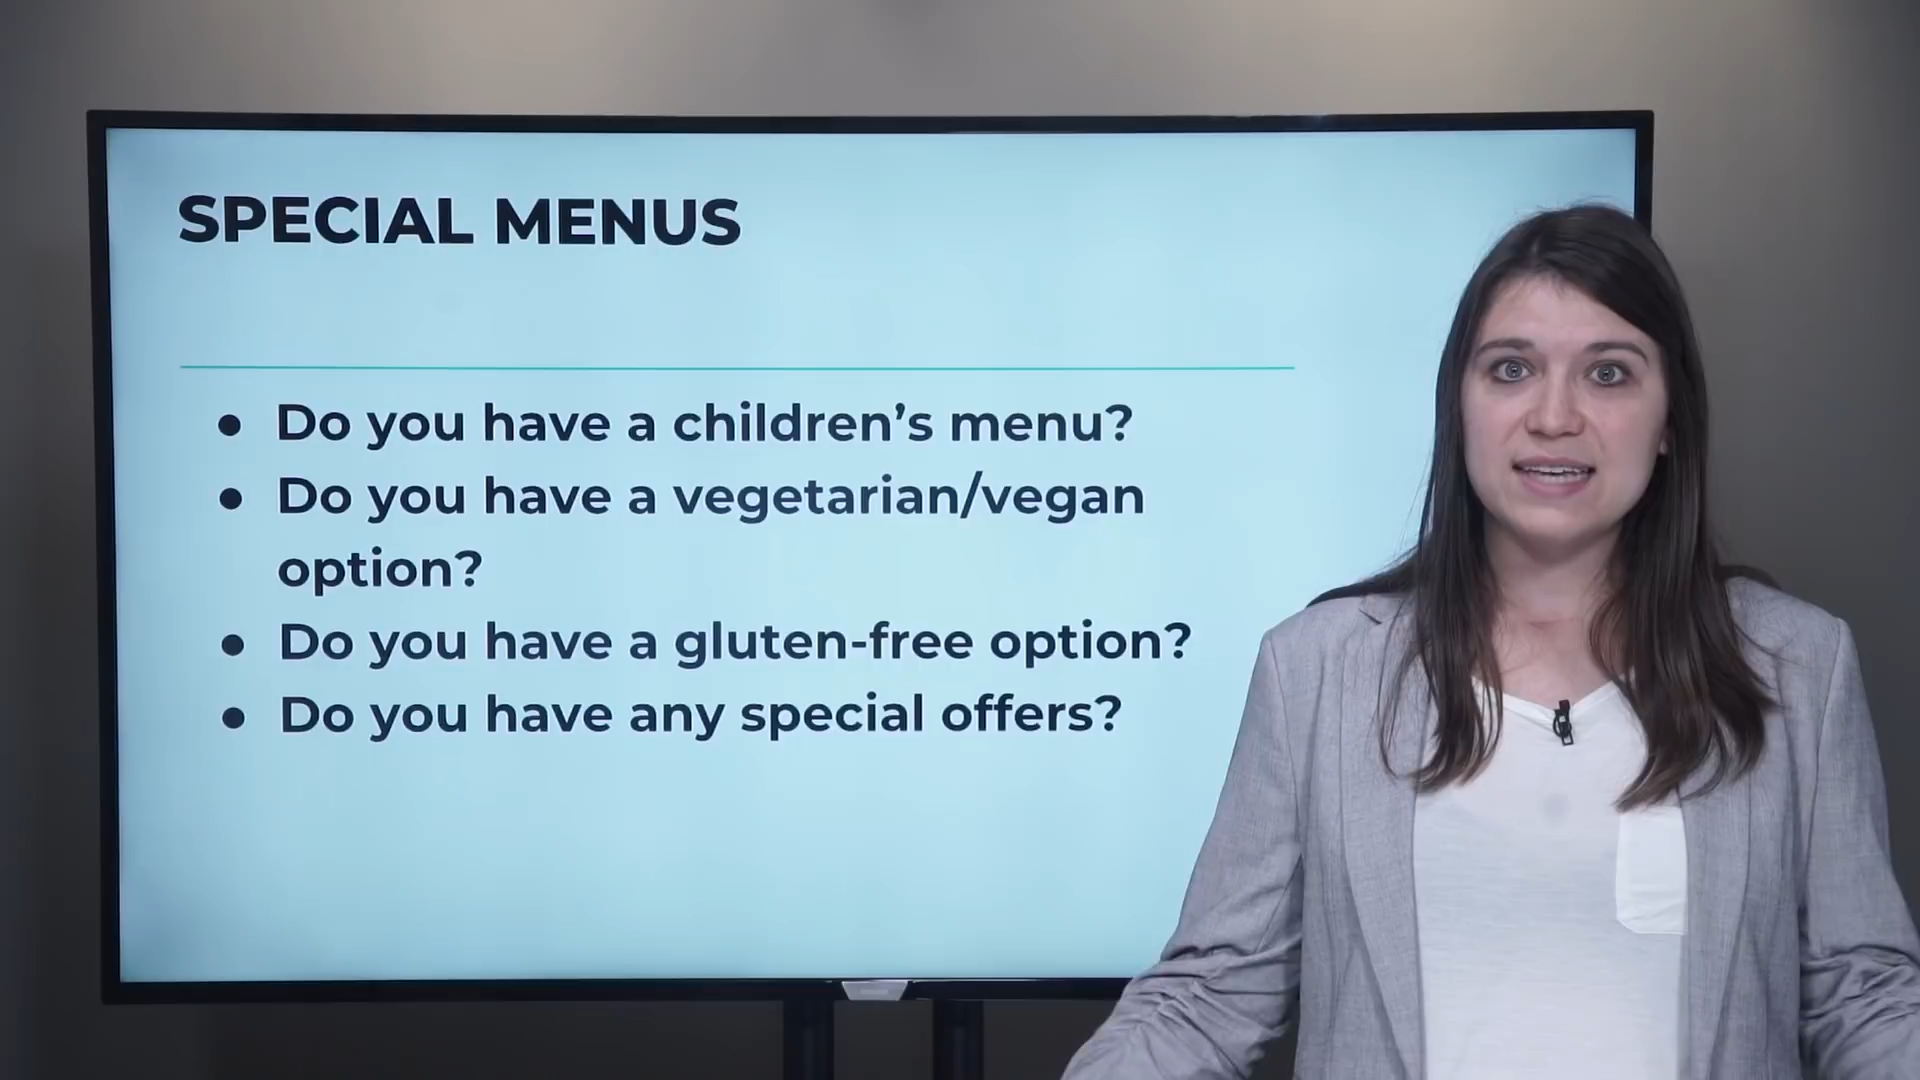 SPECIAL MENUS
● Do you have a children’s menu?
● Do you have a vegetarian/vegan
option?
● Do you have a gluten-free option?
● Do you have any special offers?